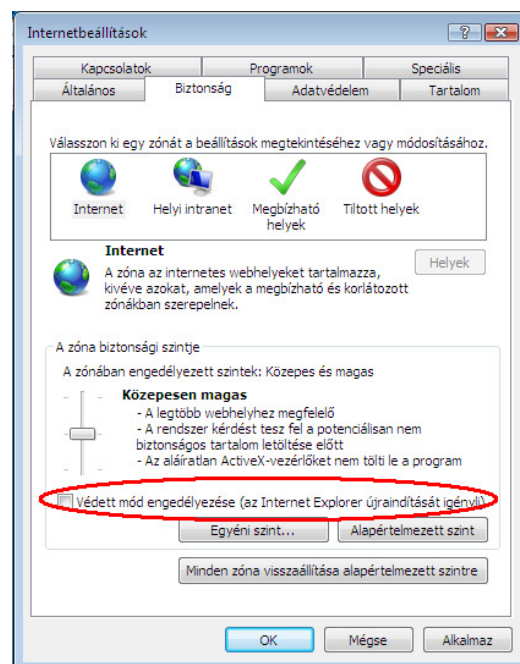 Internetbeállítások
Kapcsolatok Programok Speciális
Általános Biztonság Adatvédelem Tartalom
Válasszon ki egy zónát a beállítások megtekintéséhez vagy módosításához.
Internet Helyi intranet Megbízható helyek Tiltott helyek
Internet
Helyek
A zóna az internetes webhelyeket tartalmazza,
kivéve azokat, amelyek a megbízható és korlátozott
zónákban szerepelnek.
A zóna biztonsági szintje
A zónában engedélyezett szintek: Közepes és magas
Közepesen magas
- A legtöbb webhelyhez megfelelő
- A rendszer kérdést tesz fel a potenciálisan nem
biztonságos tartalom letöltése előtt
- Az aláíratlan ActiveX-vezérlőket nem tölti le a program
Védett mód engedélyezése (az Internet Explorer újraindítását igényli)
Egyéni szint... Alapértelmezett szint
Minden zóna visszaállítása alapértelmezett szintre
OK Mégse Alkalmaz